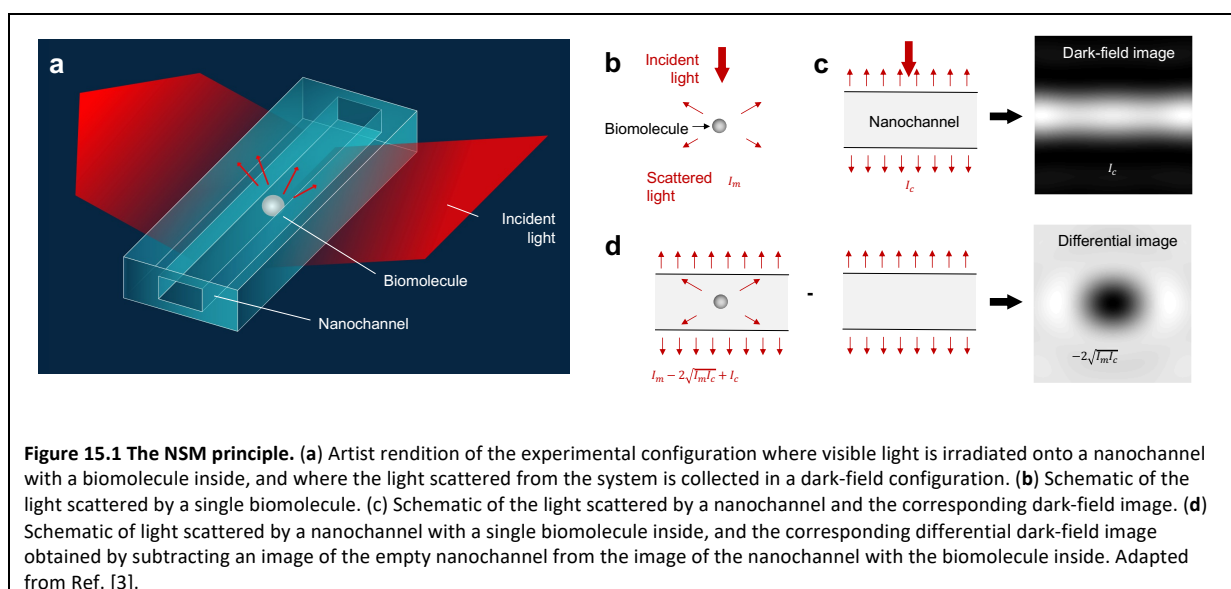 a
Incident
light
Biomolecule
Nanochannel
b
Incident
light
Biomolecule
Scattered
light
I_m
c
Nanochannel
I_c
Dark-field image
I_c
d
-
I_m − 2√I_mI_c + I_c
Differential image
−2√I_mI_c
Figure 15.1 The NSM principle. (a) Artist rendition of the experimental configuration where visible light is irradiated onto a nanochannel
with a biomolecule inside, and where the light scattered from the system is collected in a dark-field configuration. (b) Schematic of the
light scattered by a single biomolecule. (c) Schematic of the light scattered by a nanochannel and the corresponding dark-field image. (d)
Schematic of light scattered by a nanochannel with a single biomolecule inside, and the corresponding differential dark-field image
obtained by subtracting an image of the empty nanochannel from the image of the nanochannel with the biomolecule inside. Adapted
from Ref. [3].